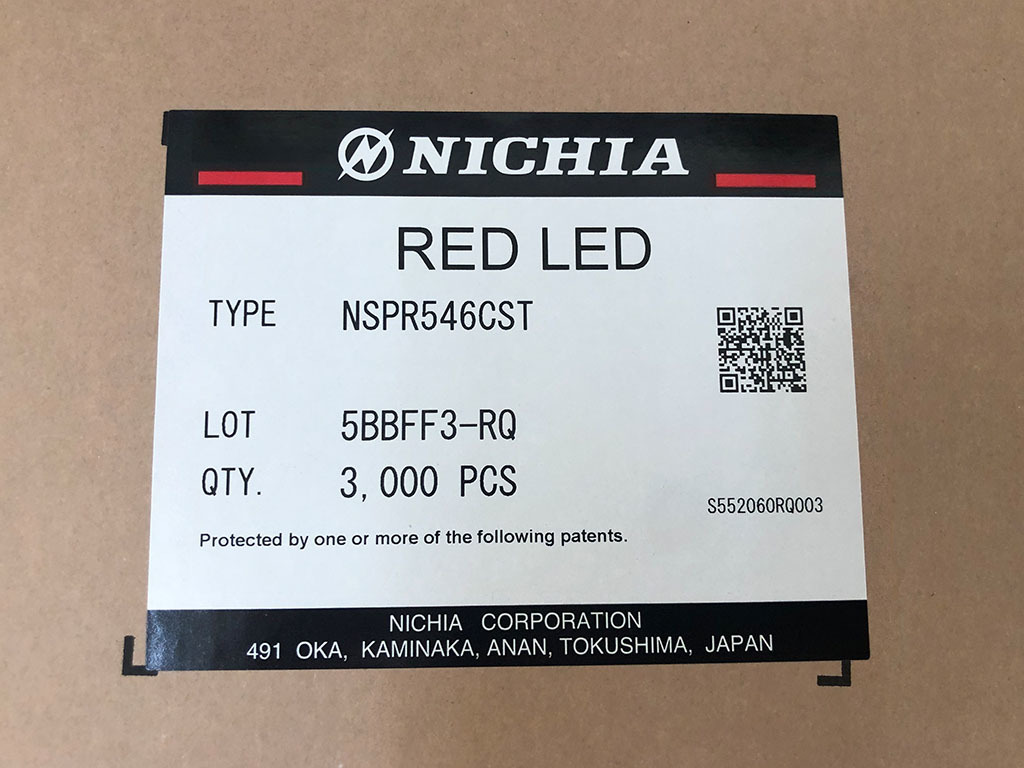 NICHIA
RED LED
TYPE NSPR546CST
LOT 5BBFF3-RQ
QTY. 3,000 PCS
S552060RQ003
Protected by one or more of the following patents.
NICHIA CORPORATION
491 OKA, KAMINAKA, ANAN, TOKUSHIMA, JAPAN